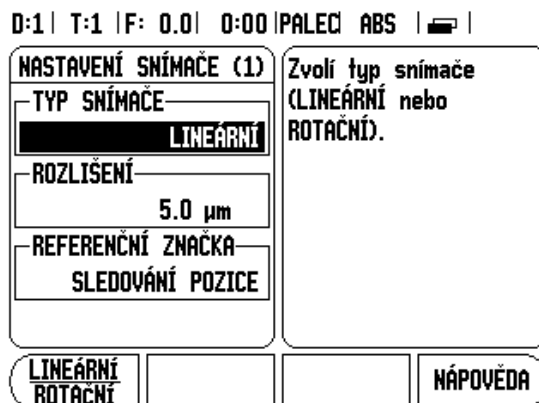 D:1| T:1 |F: 0.0| 0:00|PALEC| ABS | |
NASTAVENÍ SNÍMAČE (1)
TYP SNÍMAČE
LINEÁRNÍ
ROZLIŠENÍ
5.0 µm
REFERENČNÍ ZNAČKA
SLEDOVÁNÍ POZICE
Zvolí typ snímače
(LINEÁRNÍ nebo
ROTAČNÍ).
LINEÁRNÍ
ROTAČNÍ
NÁPOVĚDA